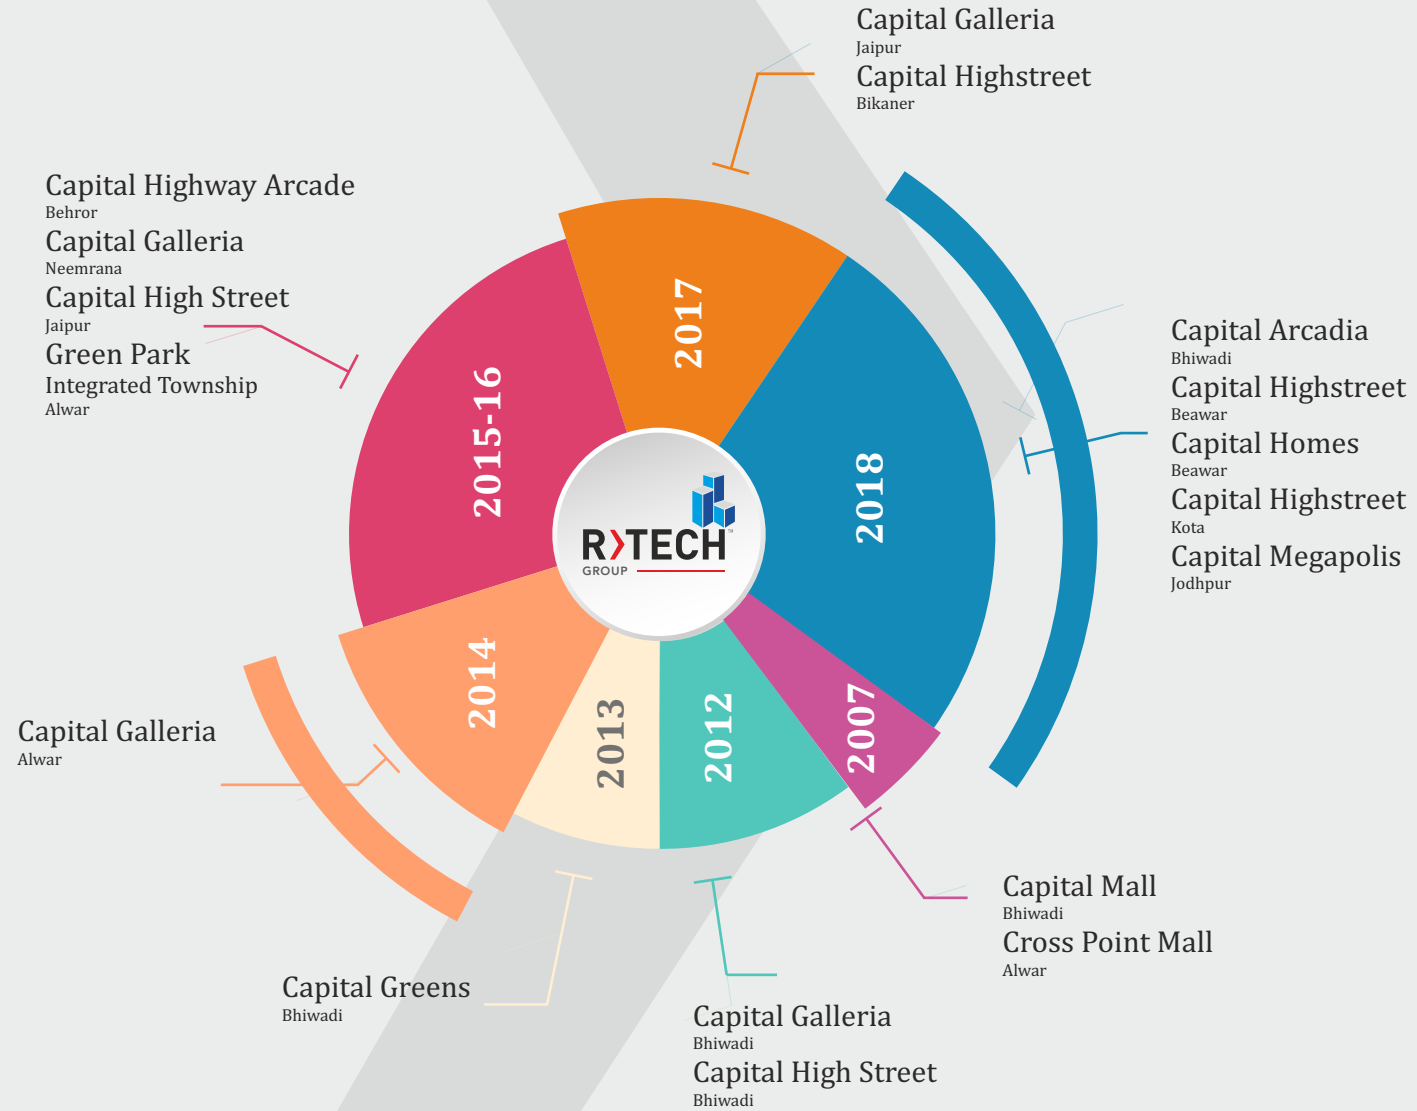 Capital Galleria
Jaipur
Capital Highstreet
Bikaner
Capital Highway Arcade
Behror
Capital Galleria
Neemrana
Capital High Street
Jaipur
Green Park
Integrated Township
Alwar
2017
2015-16
2018
Capital Arcadia
Bhiwadi
Capital Highstreet
Beawar
Capital Homes
Beawar
Capital Highstreet
Kota
Capital Megapolis
Jodhpur
R>TECH™
GROUP
2014
2013
2012
2007
Capital Galleria
Alwar
Capital Greens
Bhiwadi
Capital Galleria
Bhiwadi
Capital High Street
Bhiwadi
Capital Mall
Bhiwadi
Cross Point Mall
Alwar